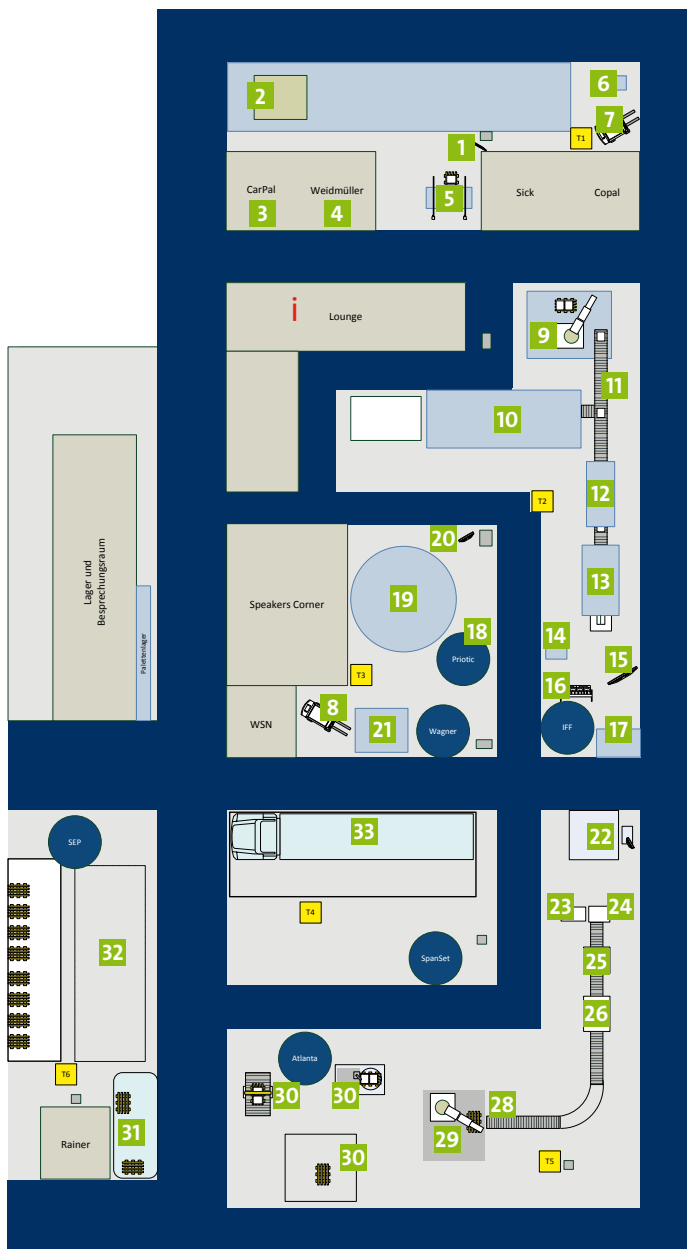 2
6
7
T1
1
CarPal
Weidmüller
Sick
Copal
3
4
5
i
Lounge
9
11
10
12
T2
20
13
Lager und
Besprechungsraum
Palettenlager
Speakers Corner
19
18
Priotic
14
15
T3
16
8
WSN
21
Wagner
IFF
17
SEP
33
22
T4
23
24
25
32
SpanSet
26
Atlanta
T6
30
30
28
31
Rainer
29
30
T5